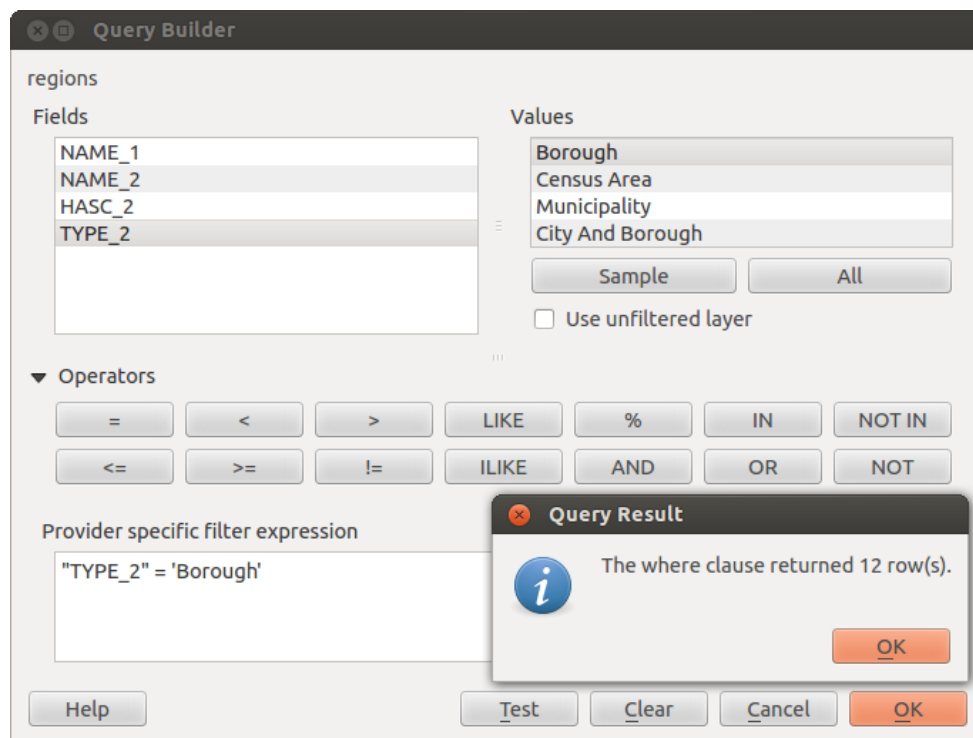 Query Builder
regions
Fields
NAME_1
NAME_2
HASC_2
TYPE_2
Values
Borough
Census Area
Municipality
City And Borough
Sample
All
Use unfiltered layer
Operators
= < > LIKE % IN NOT IN
<= >= != ILIKE AND OR NOT
Provider specific filter expression
"TYPE_2" = 'Borough'
Query Result
The where clause returned 12 row(s).
OK
Help Test Clear Cancel OK